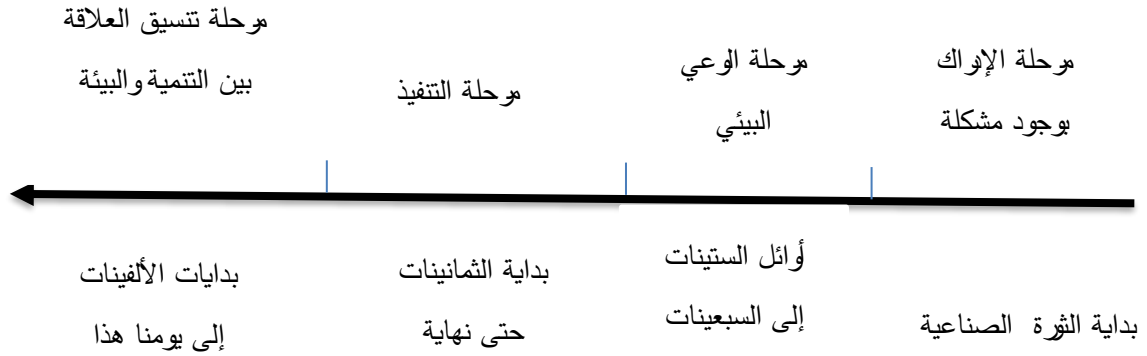 مرحلة الإدراك
بوجود مشكلة
مرحلة الوعي
البيئي
مرحلة التنفيذ
مرحلة تنسيق العلاقة
بين التنمية والبيئة
بداية الثورة الصناعية
أوائل الستينات
إلى السبعينات
بداية الثمانينات
حتى نهاية
بدايات الألفينات
إلى يومنا هذا